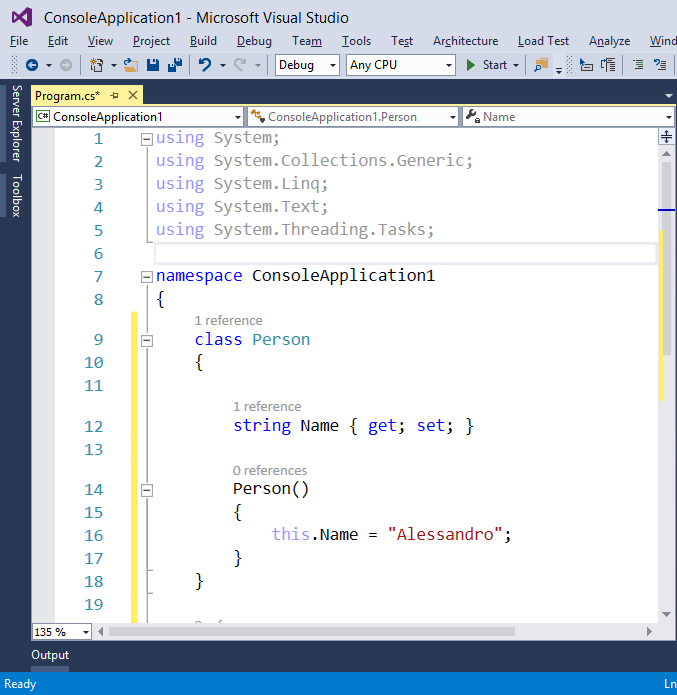 ConsoleApplication1 - Microsoft Visual Studio
File Edit View Project Build Debug Team Tools Test Architecture Load Test Analyze Wind
Debug Any CPU Start
Server Explorer
Toolbox
Program.cs*
C# ConsoleApplication1 ConsoleApplication1.Person Name
1 using System;
2 using System.Collections.Generic;
3 using System.Linq;
4 using System.Text;
5 using System.Threading.Tasks;
6
7 namespace ConsoleApplication1
8 {
1 reference
9 class Person
10 {
11
1 reference
12 string Name { get; set; }
13
0 references
14 Person()
15 {
16 this.Name = "Alessandro";
17 }
18 }
19
135 %
Output
Ready Ln